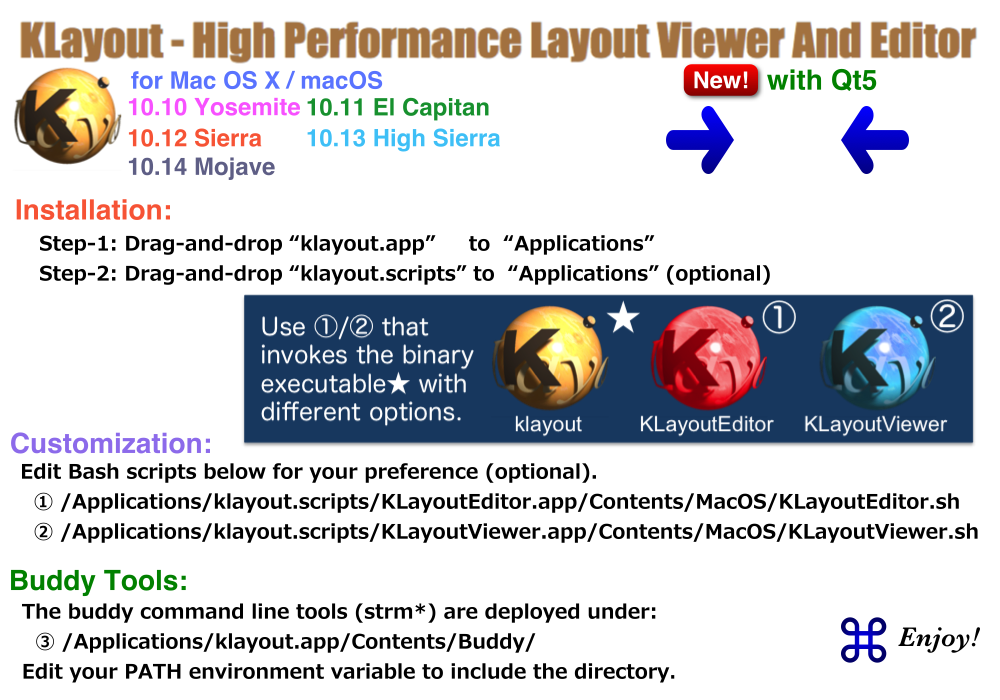 KLayout - High Performance Layout Viewer And Editor
for Mac OS X / macOS
New! with Qt5
10.10 Yosemite 10.11 El Capitan
10.12 Sierra 10.13 High Sierra
10.14 Mojave
Installation:
Step-1: Drag-and-drop “klayout.app” to “Applications”
Step-2: Drag-and-drop “klayout.scripts” to “Applications” (optional)
Use ①/② that
invokes the binary
executable★ with
different options.
★ ① ②
klayout KLayoutEditor KLayoutViewer
Customization:
Edit Bash scripts below for your preference (optional).
① /Applications/klayout.scripts/KLayoutEditor.app/Contents/MacOS/KLayoutEditor.sh
② /Applications/klayout.scripts/KLayoutViewer.app/Contents/MacOS/KLayoutViewer.sh
Buddy Tools:
The buddy command line tools (strm*) are deployed under:
③ /Applications/klayout.app/Contents/Buddy/
Edit your PATH environment variable to include the directory.
⌘ Enjoy!